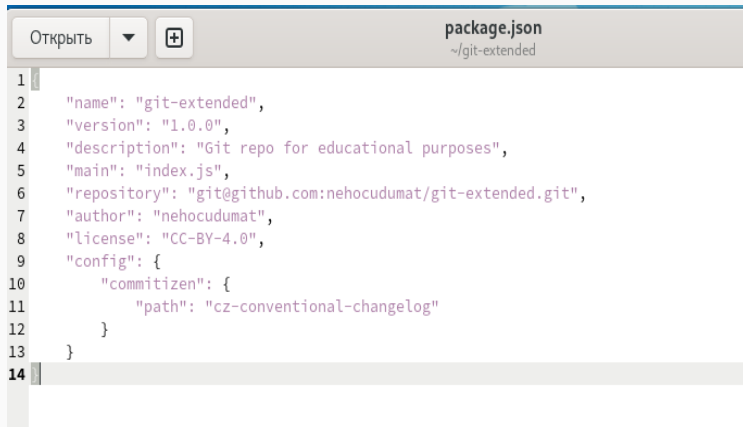 Открыть
package.json
~/git-extended
1 {
2 "name": "git-extended",
3 "version": "1.0.0",
4 "description": "Git repo for educational purposes",
5 "main": "index.js",
6 "repository": "git@github.com:nehocudumat/git-extended.git",
7 "author": "nehocudumat",
8 "license": "CC-BY-4.0",
9 "config": {
10 "commitizen": {
11 "path": "cz-conventional-changelog"
12 }
13 }
14 }